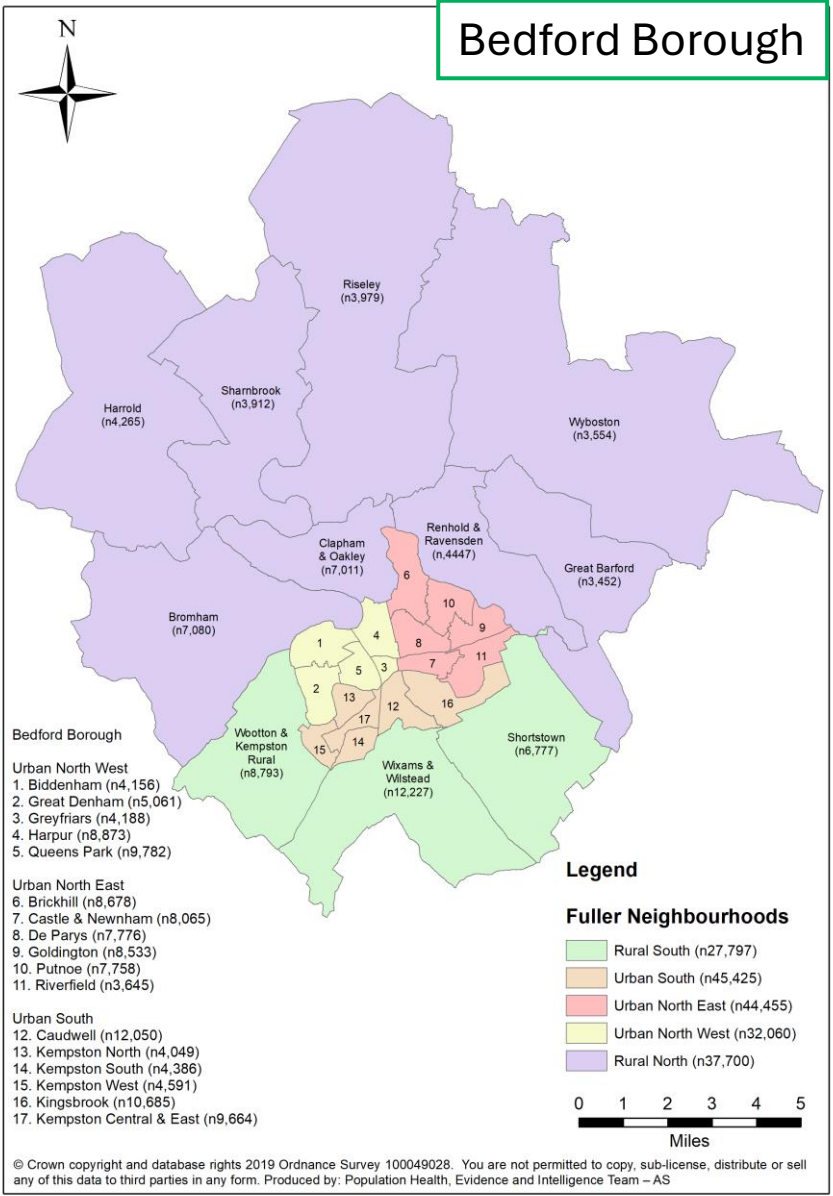 Bedford Borough
N
Riseley
(n3,979)
Sharnbrook
(n3,912)
Harrold
(n4,265)
Wyboston
(n3,554)
Renhold &
Ravensden
(n,4447)
Clapham
& Oakley
(n7,011)
Great Barford
(n3,452)
Bromham
(n7,080)
6
10
9
4
8
1
11
7
3
5
2
13
12
16
17
14
15
Wootton &
Kempston
Rural
(n8,793)
Shortstown
(n6,777)
Wixams &
Wilstead
(n12,227)
Bedford Borough
Urban North West
1. Biddenham (n4,156)
2. Great Denham (n5,061)
3. Greyfriars (n4,188)
4. Harpur (n8,873)
5. Queens Park (n9,782)
Urban North East
6. Brickhill (n8,678)
7. Castle & Newnham (n8,065)
8. De Parys (n7,776)
9. Goldington (n8,533)
10. Putnoe (n7,758)
11. Riverfield (n3,645)
Urban South
12. Caudwell (n12,050)
13. Kempston North (n4,049)
14. Kempston South (n4,386)
15. Kempston West (n4,591)
16. Kingsbrook (n10,685)
17. Kempston Central & East (n9,664)
Legend
Fuller Neighbourhoods
Rural South (n27,797)
Urban South (n45,425)
Urban North East (n44,455)
Urban North West (n32,060)
Rural North (n37,700)
0 1 2 3 4 5
Miles
© Crown copyright and database rights 2019 Ordnance Survey 100049028. You are not permitted to copy, sub-license, distribute or sell
any of this data to third parties in any form. Produced by: Population Health, Evidence and Intelligence Team – AS